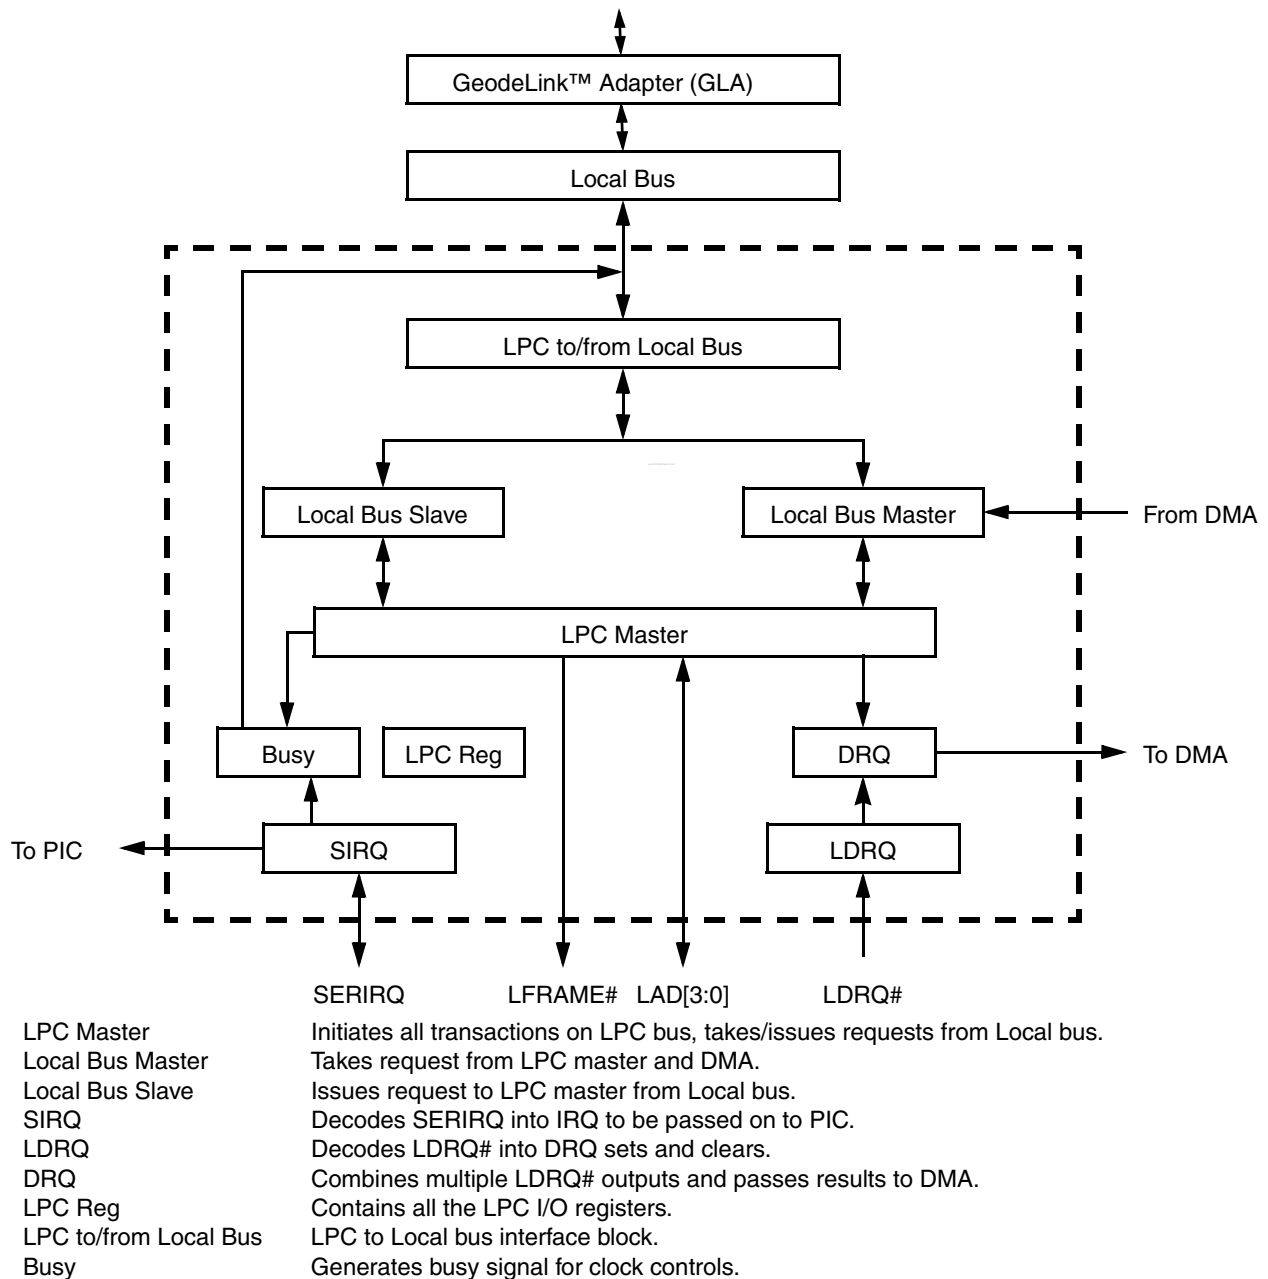 GeodeLink™ Adapter (GLA)
Local Bus
LPC to/from Local Bus
Local Bus Slave
Local Bus Master
From DMA
LPC Master
Busy
LPC Reg
DRQ
To DMA
To PIC
SIRQ
LDRQ
SERIRQ LFRAME# LAD[3:0] LDRQ#
LPC Master Initiates all transactions on LPC bus, takes/issues requests from Local bus.
Local Bus Master Takes request from LPC master and DMA.
Local Bus Slave Issues request to LPC master from Local bus.
SIRQ Decodes SERIRQ into IRQ to be passed on to PIC.
LDRQ Decodes LDRQ# into DRQ sets and clears.
DRQ Combines multiple LDRQ# outputs and passes results to DMA.
LPC Reg Contains all the LPC I/O registers.
LPC to/from Local Bus LPC to Local bus interface block.
Busy Generates busy signal for clock controls.